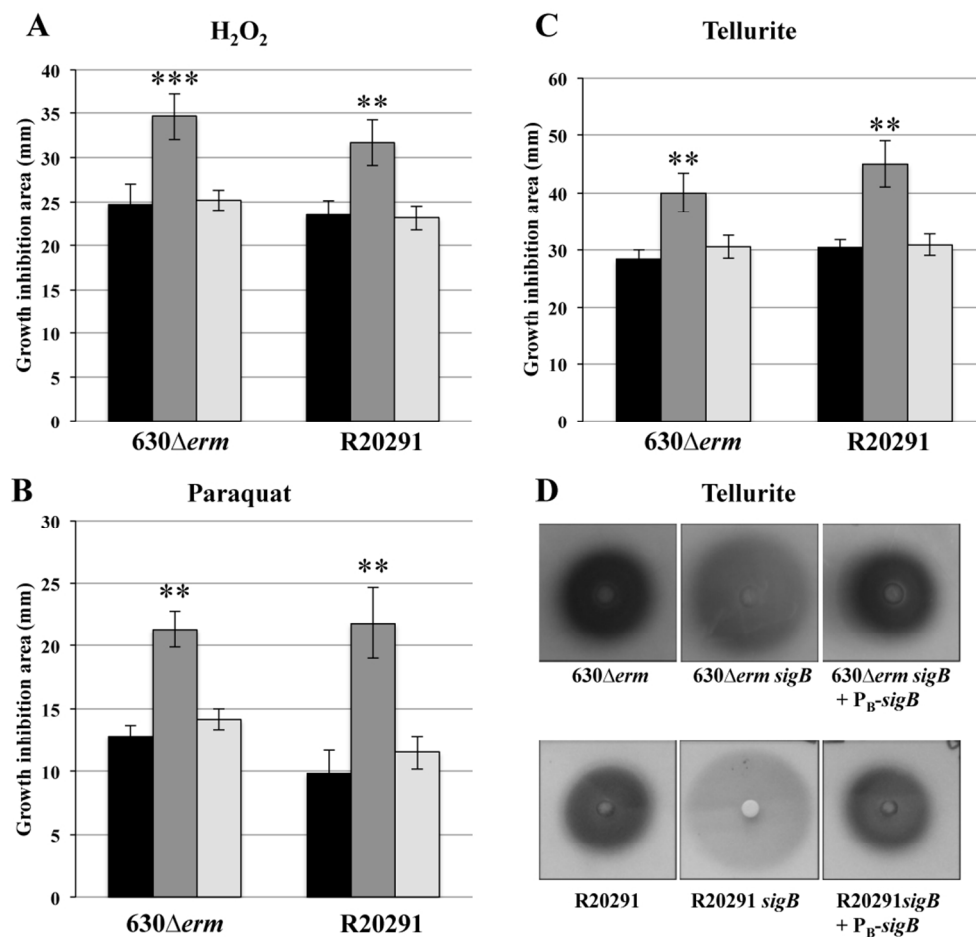 A
H₂O₂
Growth inhibition area (mm)
40
35
30
25
20
15
10
5
0
***
**
630Δerm
R20291
B
Paraquat
Growth inhibition area (mm)
30
25
20
15
10
5
0
**
**
630Δerm
R20291
C
Tellurite
Growth inhibition area (mm)
60
50
40
30
20
10
0
**
**
630Δerm
R20291
D
Tellurite
630Δerm
630Δerm sigB
630Δerm sigB
+ P_B-sigB
R20291
R20291 sigB
R20291sigB
+ P_B-sigB